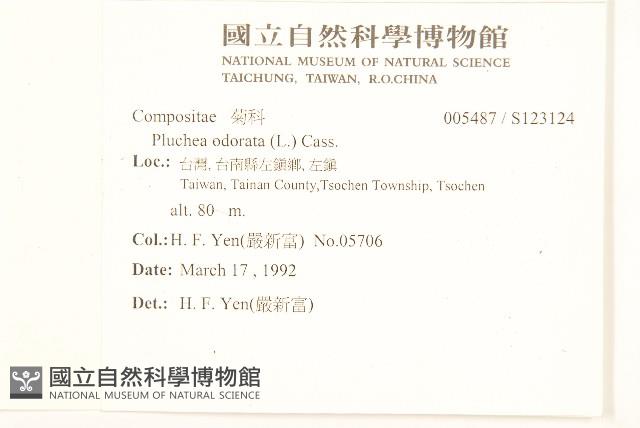 國立自然科學博物館
NATIONAL MUSEUM OF NATURAL SCIENCE
TAICHUNG, TAIWAN, R.O.CHINA
Compositae 菊科 005487 / S123124
Pluchea odorata (L.) Cass.
Loc.: 台灣, 台南縣左鎮鄉, 左鎮
Taiwan, Tainan County,Tsochen Township, Tsochen
alt. 80 m.
Col.: H. F. Yen(嚴新富) No.05706
Date: March 17 , 1992
Det.: H. F. Yen(嚴新富)
國立自然科學博物館
NATIONAL MUSEUM OF NATURAL SCIENCE